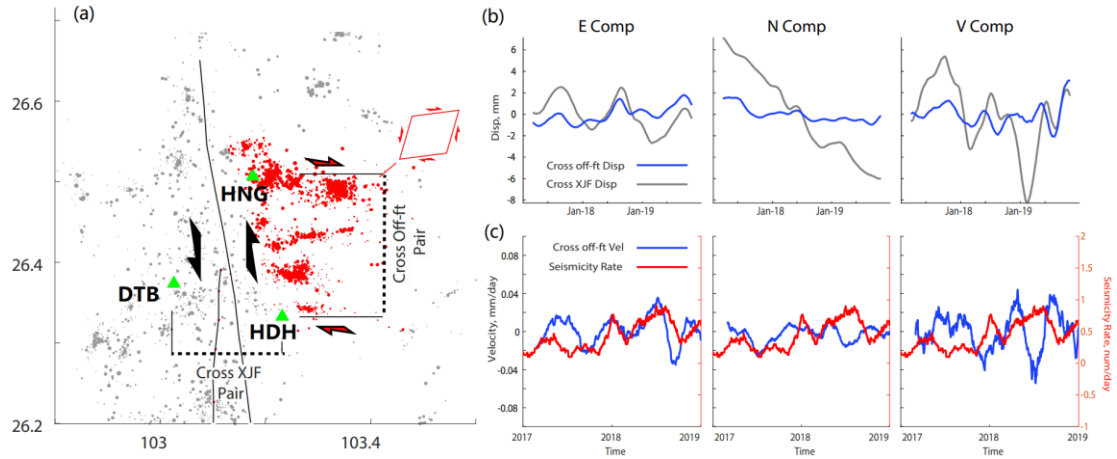 (a)
26.6
26.4
26.2
103
103.4
HNG
DTB
HDH
Cross Off-ft
Pair
Cross XJF
Pair
(b)
E Comp
N Comp
V Comp
Disp, mm
6
4
2
0
-2
-4
-6
-8
Cross off-ft Disp
Cross XJF Disp
Jan-18
Jan-19
Jan-18
Jan-19
Jan-18
Jan-19
(c)
Cross off-ft Vel
Seismicity Rate
Velocity, mm/day
0.08
0.04
0
-0.04
-0.08
2
1.5
1
0.5
0
-0.5
-1
Seismicity Rate, num/day
2017
2018
2019
2017
2018
2019
2017
2018
2019
Time
Time
Time